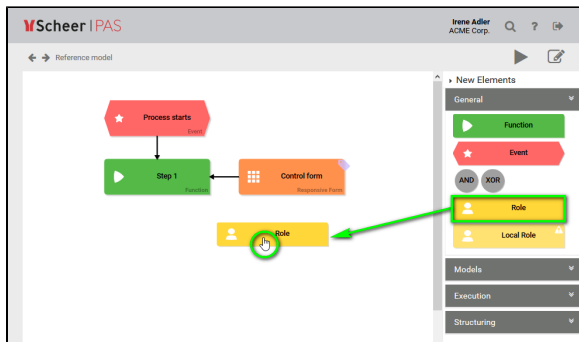 Scheer PAS
Irene Adler
ACME Corp.
?
Reference model
New Elements
General
Process starts
Event
Function
Event
Step 1
Function
Control form
Responsive Form
AND XOR
Role
Role
Local Role
Models
Execution
Structuring